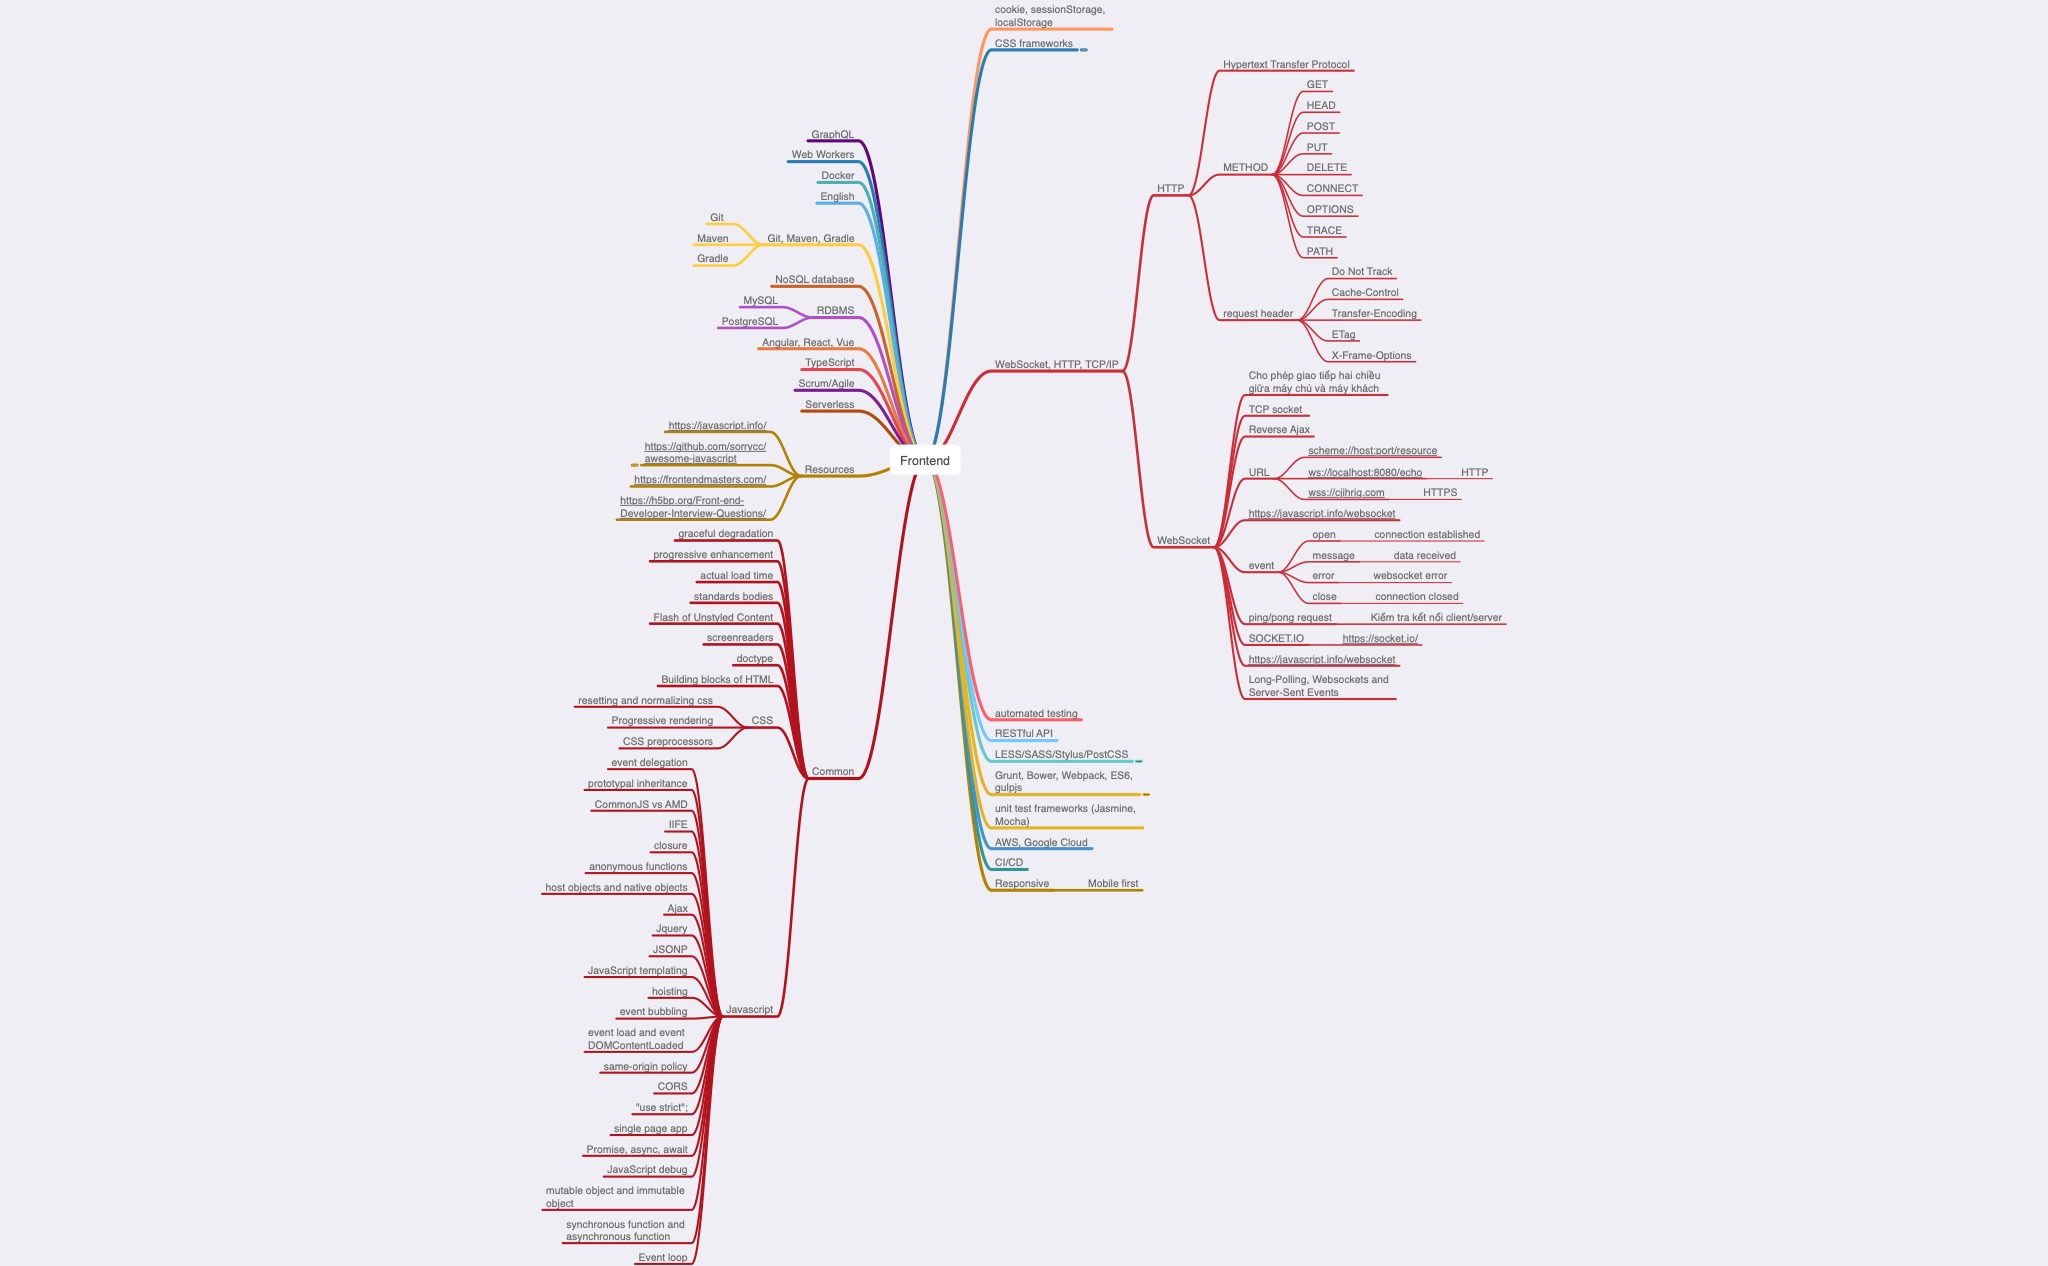 Frontend
cookie, sessionStorage,
localStorage
CSS frameworks
WebSocket, HTTP, TCP/IP
HTTP
Hypertext Transfer Protocol
METHOD
GET
HEAD
POST
PUT
DELETE
CONNECT
OPTIONS
TRACE
PATH
request header
Do Not Track
Cache-Control
Transfer-Encoding
ETag
X-Frame-Options
WebSocket
Cho phép giao tiếp hai chiều
giữa máy chủ và máy khách
TCP socket
Reverse Ajax
URL
scheme://host:port/resource
ws://localhost:8080/echo
HTTP
wss://cjihrig.com
HTTPS
https://javascript.info/websocket
event
open
connection established
message
data received
error
websocket error
close
connection closed
ping/pong request
Kiểm tra kết nối client/server
SOCKET.IO
https://socket.io/
https://javascript.info/websocket
Long-Polling, Websockets and
Server-Sent Events
automated testing
RESTful API
LESS/SASS/Stylus/PostCSS
Grunt, Bower, Webpack, ES6,
gulpjs
unit test frameworks (Jasmine,
Mocha)
AWS, Google Cloud
CI/CD
Responsive
Mobile first
GraphQL
Web Workers
Docker
English
Git, Maven, Gradle
Git
Maven
Gradle
NoSQL database
RDBMS
MySQL
PostgreSQL
Angular, React, Vue
TypeScript
Scrum/Agile
Serverless
Resources
https://javascript.info/
https://github.com/sorrycc/
awesome-javascript
https://frontendmasters.com/
https://h5bp.org/Front-end-
Developer-Interview-Questions/
Common
graceful degradation
progressive enhancement
actual load time
standards bodies
Flash of Unstyled Content
screenreaders
doctype
Building blocks of HTML
CSS
resetting and normalizing css
Progressive rendering
CSS preprocessors
Javascript
event delegation
prototypal inheritance
CommonJS vs AMD
IIFE
closure
anonymous functions
host objects and native objects
Ajax
Jquery
JSONP
JavaScript templating
hoisting
event bubbling
event load and event
DOMContentLoaded
same-origin policy
CORS
"use strict";
single page app
Promise, async, await
JavaScript debug
mutable object and immutable
object
synchronous function and
asynchronous function
Event loop